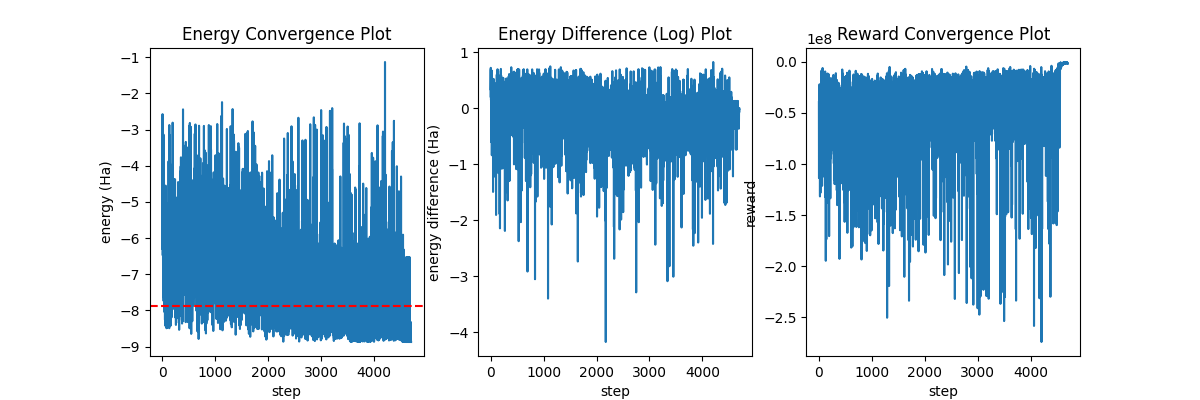 Energy Convergence Plot
energy (Ha)
−1
−2
−3
−4
−5
−6
−7
−8
−9
0 1000 2000 3000 4000
step
Energy Difference (Log) Plot
energy difference (Ha)
1
0
−1
−2
−3
−4
0 1000 2000 3000 4000
step
1e8 Reward Convergence Plot
reward
0.0
−0.5
−1.0
−1.5
−2.0
−2.5
0 1000 2000 3000 4000
step